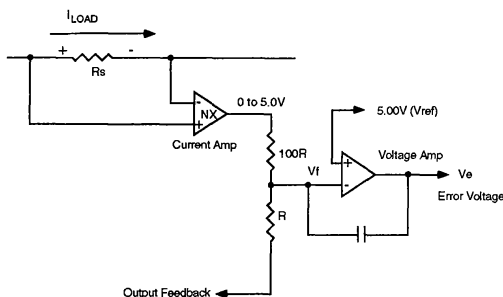 I LOAD
+ -
Rs
-
NX
+
0 to 5.0V
Current Amp
5.00V (Vref)
100R
Vf
Voltage Amp
+
-
Ve
Error Voltage
R
Output Feedback